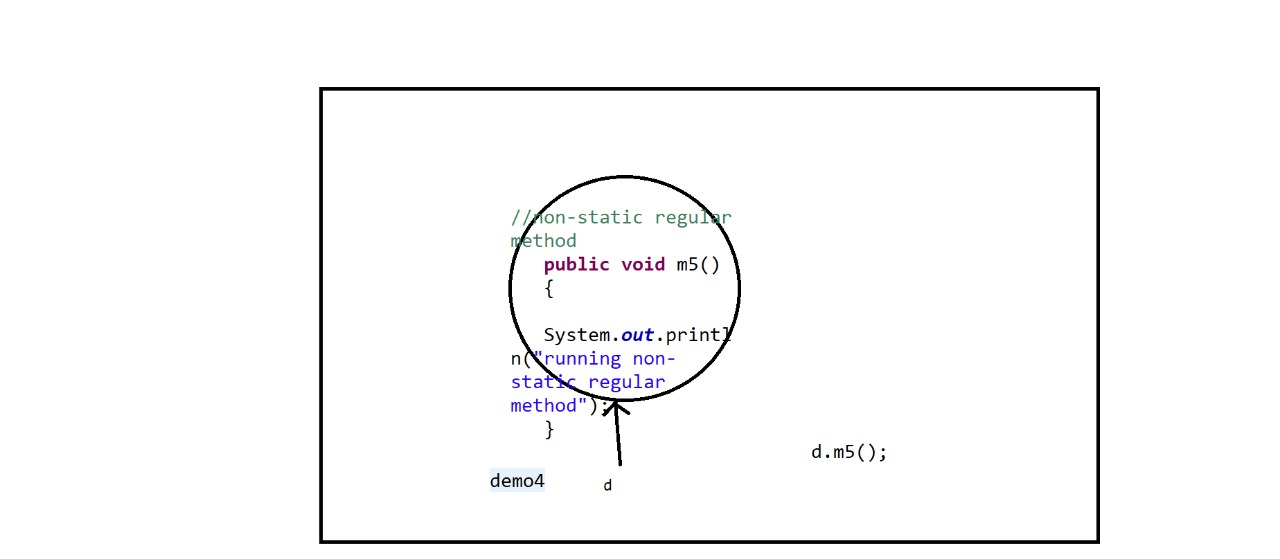 //non-static regular
method
public void m5()
{
System.out.printl
n("running non-
static regular
method");
}
d.m5();
demo4
d